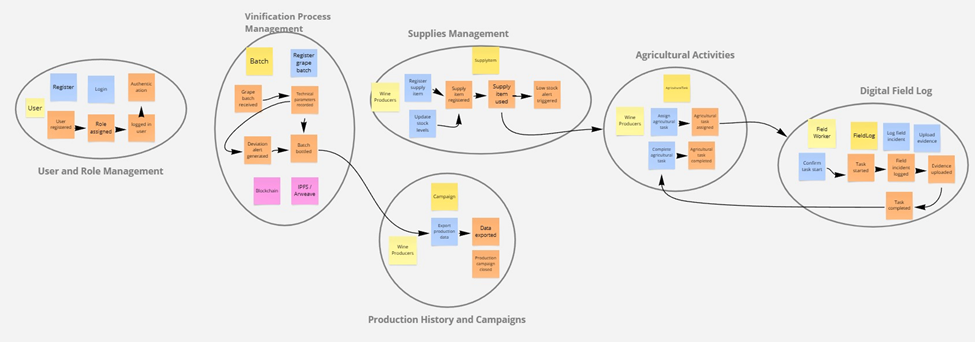 User and Role Management
User
Register
Login
Authentic
ation
User
registered
Role
assigned
logged in
user
Vinification Process
Management
Batch
Register
grape
batch
Grape
batch
received
Technical
parameters
recorded
Deviation
alert
generated
Batch
bottled
Blockchain
IPFS /
Arweave
Supplies Management
SupplyItem
Wine
Producers
Register
supply
item
Supply
item
registered
Supply
item
used
Low stock
alert
triggered
Update
stock
levels
Production History and Campaigns
Campaign
Wine
Producers
Export
production
data
Data
exported
Production
campaign
closed
Agricultural Activities
Wine
Producers
Assign
agricultural
task
Agricultural
task
assigned
Complete
agricultural
task
Agricultural
task
completed
Digital Field Log
Field
Worker
FieldLog
Log field
incident
Upload
evidence
Confirm
task start
Task
started
Field
incident
logged
Evidence
uploaded
Task
completed